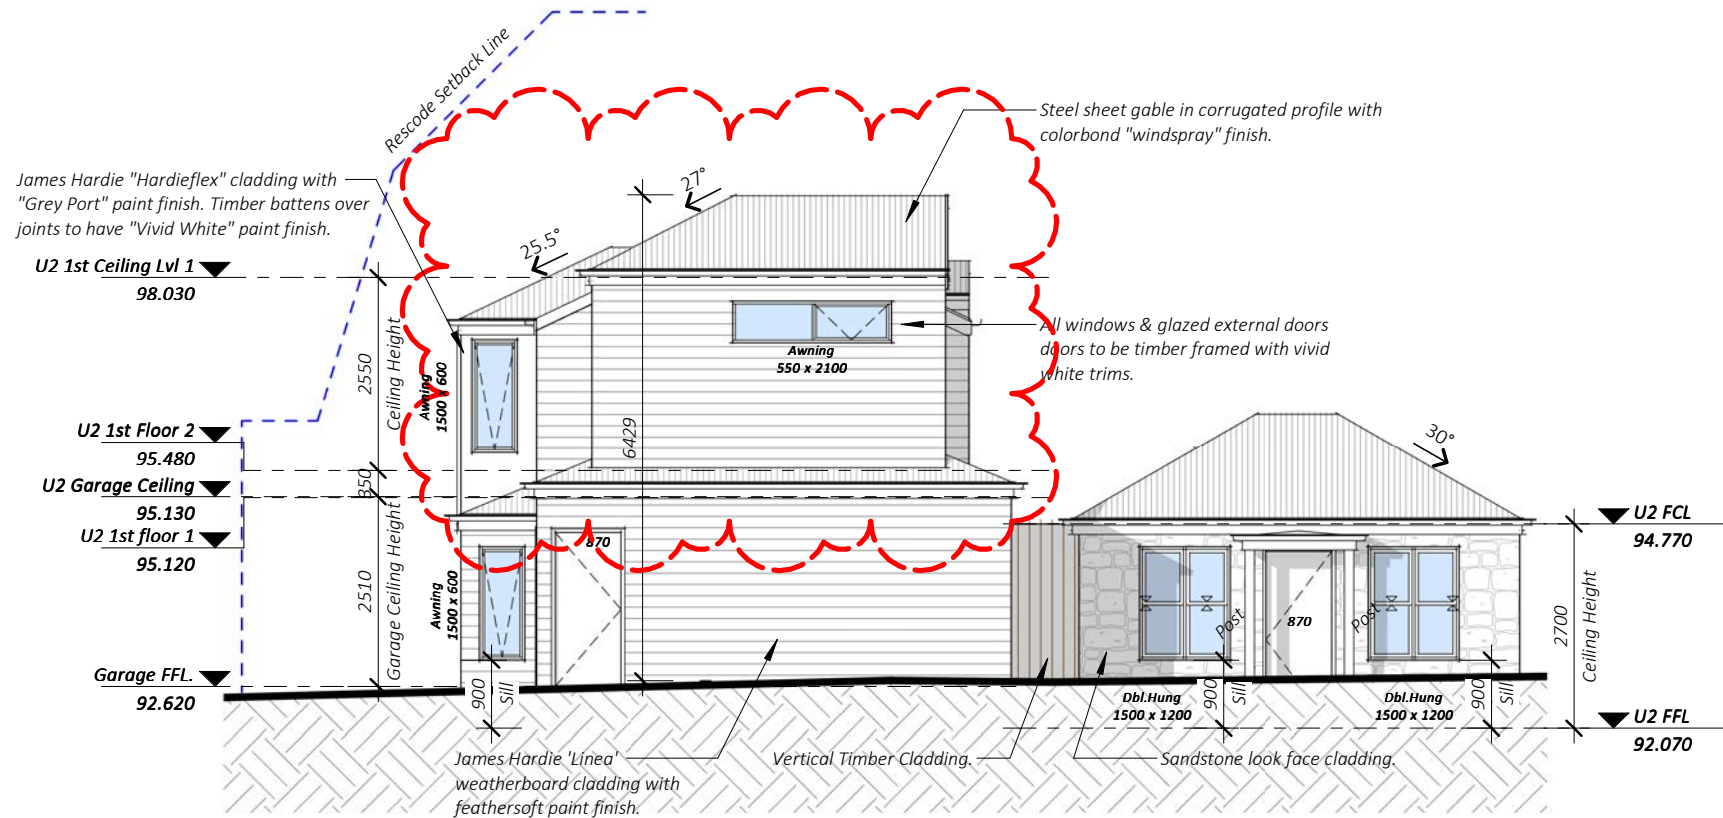 Rescode Setback Line
Steel sheet gable in corrugated profile with
colorbond "windspray" finish.
James Hardie "Hardieflex" cladding with
"Grey Port" paint finish. Timber battens over
joints to have "Vivid White" paint finish.
27°
25.5°
U2 1st Ceiling Lvl 1
98.030
All windows & glazed external doors
doors to be timber framed with vivid
white trims.
Awning
550 x 2100
2550
Ceiling Height
Awning
1500 x 600
6429
U2 1st Floor 2
95.480
350
U2 Garage Ceiling
95.130
U2 1st floor 1
95.120
30°
U2 FCL
94.770
870
2510
Garage Ceiling Height
Awning
1500 x 600
Post
870
Post
2700
Ceiling Height
Garage FFL.
92.620
900
Sill
Dbl.Hung
1500 x 1200
900
Sill
Dbl.Hung
1500 x 1200
900
Sill
U2 FFL
92.070
James Hardie 'Linea'
weatherboard cladding with
feathersoft paint finish.
Vertical Timber Cladding.
Sandstone look face cladding.